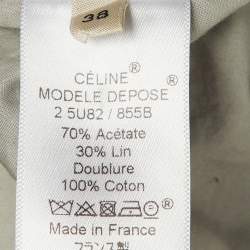 38
CÉLINE
MODELE DEPOSE
2 5U82 / 855B
70% Acétate
30% Lin
Doublure
100% Coton
Made in France
フランス製